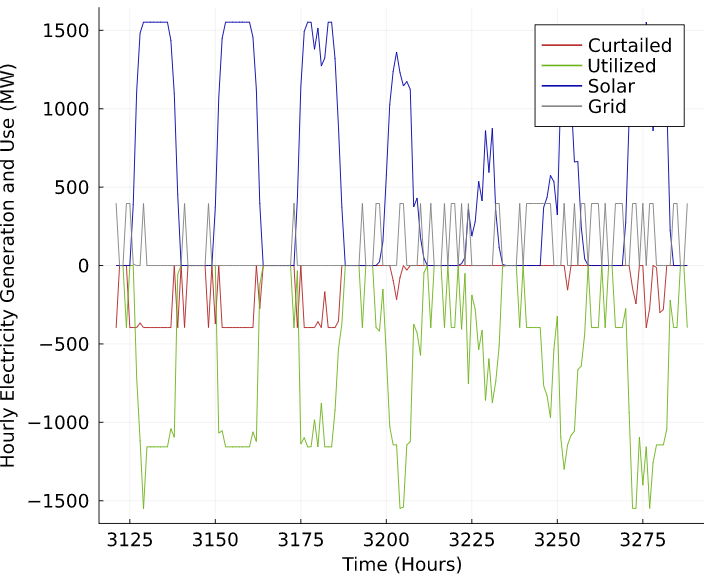 1500
1000
500
0
−500
−1000
−1500
Hourly Electricity Generation and Use (MW)
Curtailed
Utilized
Solar
Grid
3125 3150 3175 3200 3225 3250 3275
Time (Hours)